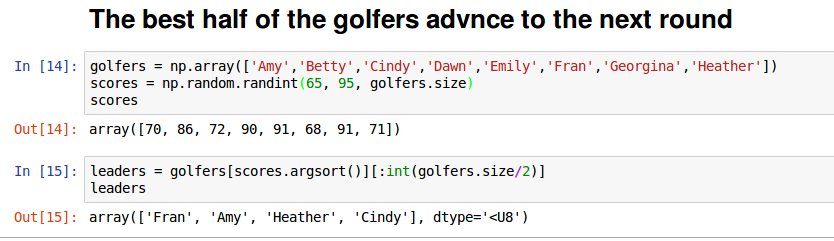 The best half of the golfers advnce to the next round
In [14]: golfers = np.array(['Amy','Betty','Cindy','Dawn','Emily','Fran','Georgina','Heather'])
scores = np.random.randint(65, 95, golfers.size)
scores
Out[14]: array([70, 86, 72, 90, 91, 68, 91, 71])
In [15]: leaders = golfers[scores.argsort()][:int(golfers.size/2)]
leaders
Out[15]: array(['Fran', 'Amy', 'Heather', 'Cindy'], dtype='<U8')